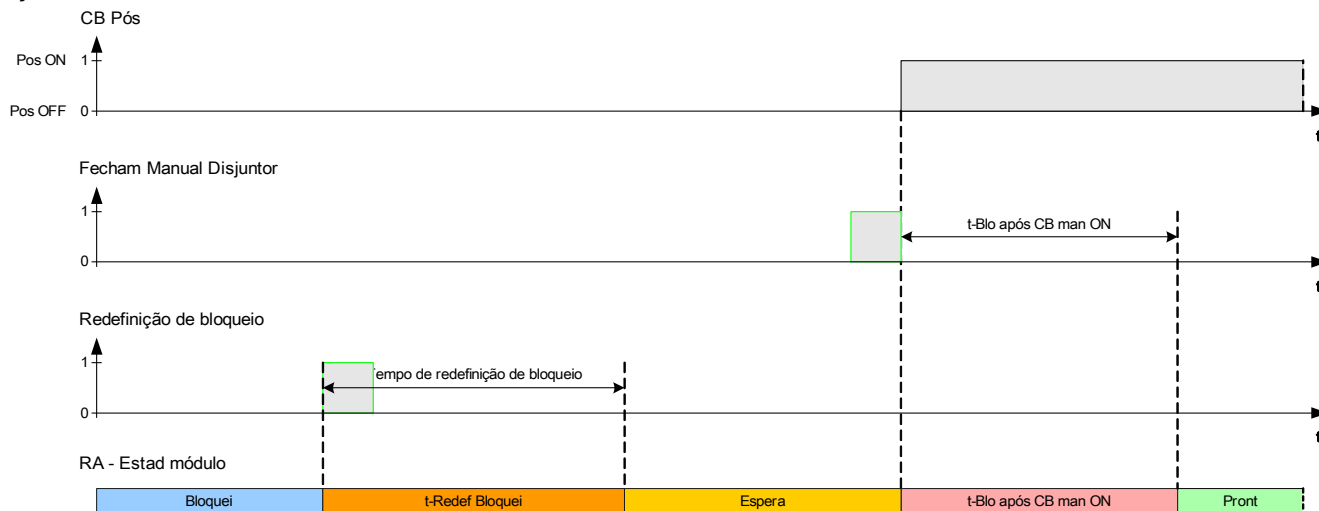 CB Pós
Pos ON 1
Pos OFF 0
t
Fecham Manual Disjuntor
1
t-Blo após CB man ON
0
t
Redefinição de bloqueio
1
empo de redefinição de bloqueio
0
t
RA - Estad módulo
Bloquei t-Redef Bloquei Espera t-Blo após CB man ON Pront